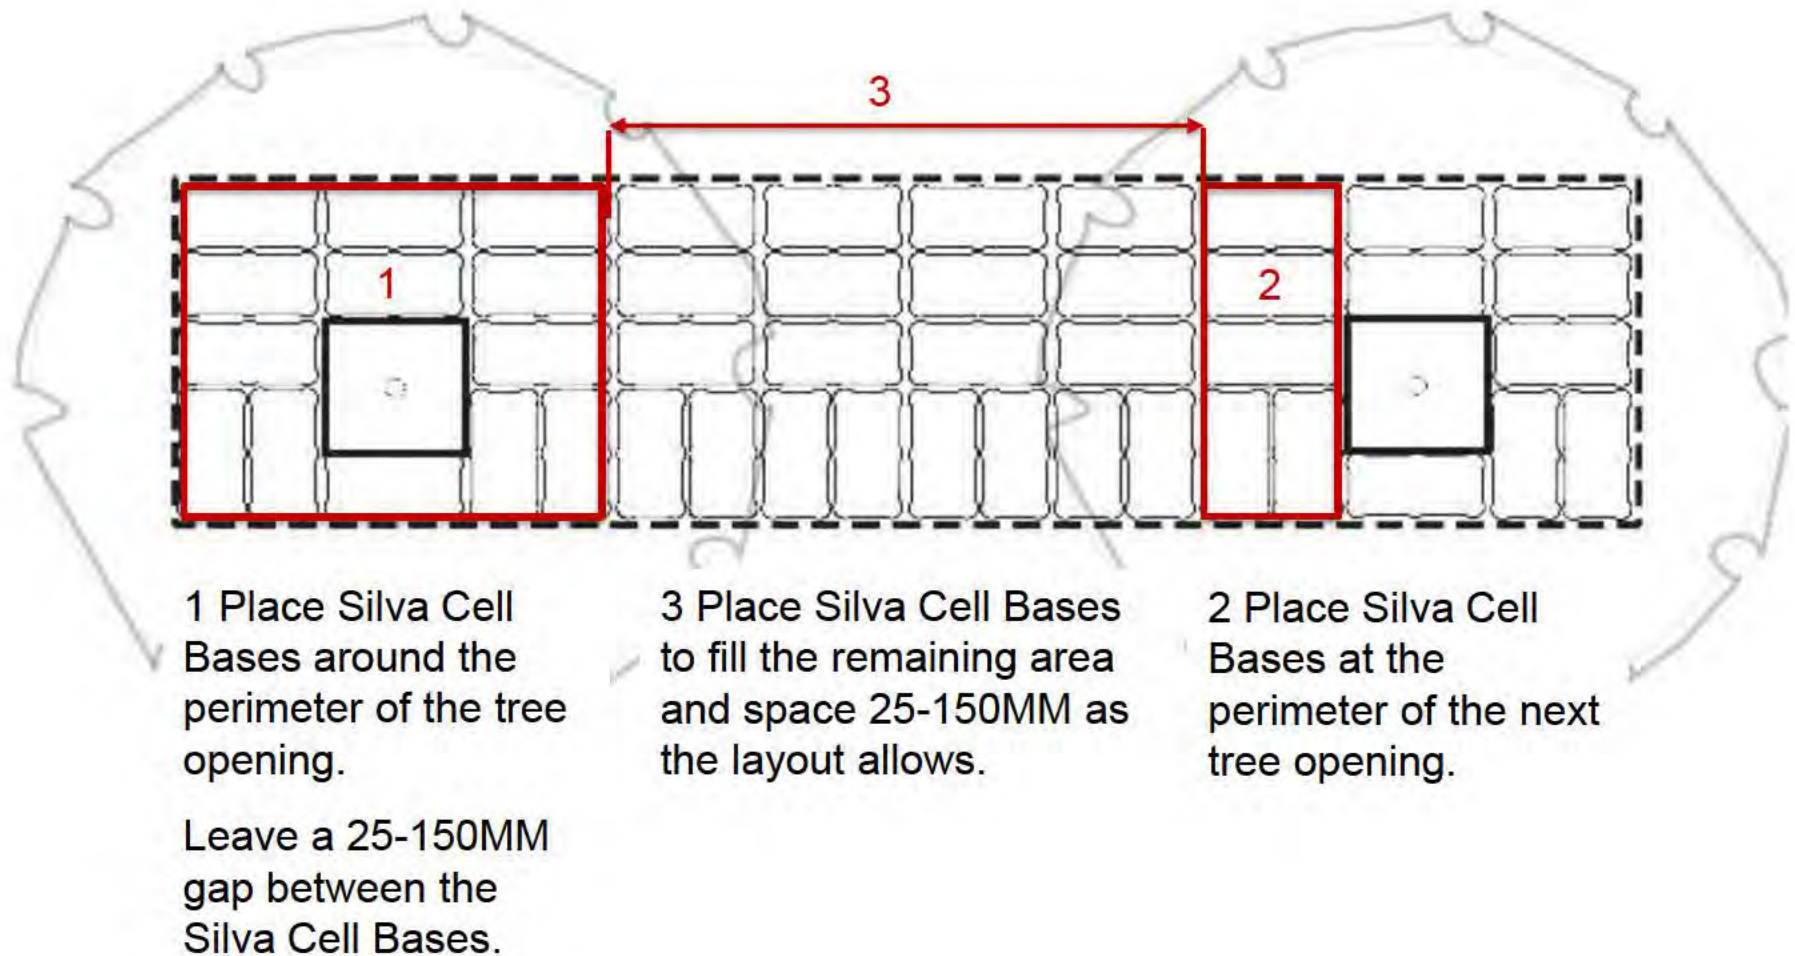 3
1
2
1 Place Silva Cell
Bases around the
perimeter of the tree
opening.
Leave a 25-150MM
gap between the
Silva Cell Bases.
3 Place Silva Cell Bases
to fill the remaining area
and space 25-150MM as
the layout allows.
2 Place Silva Cell
Bases at the
perimeter of the next
tree opening.